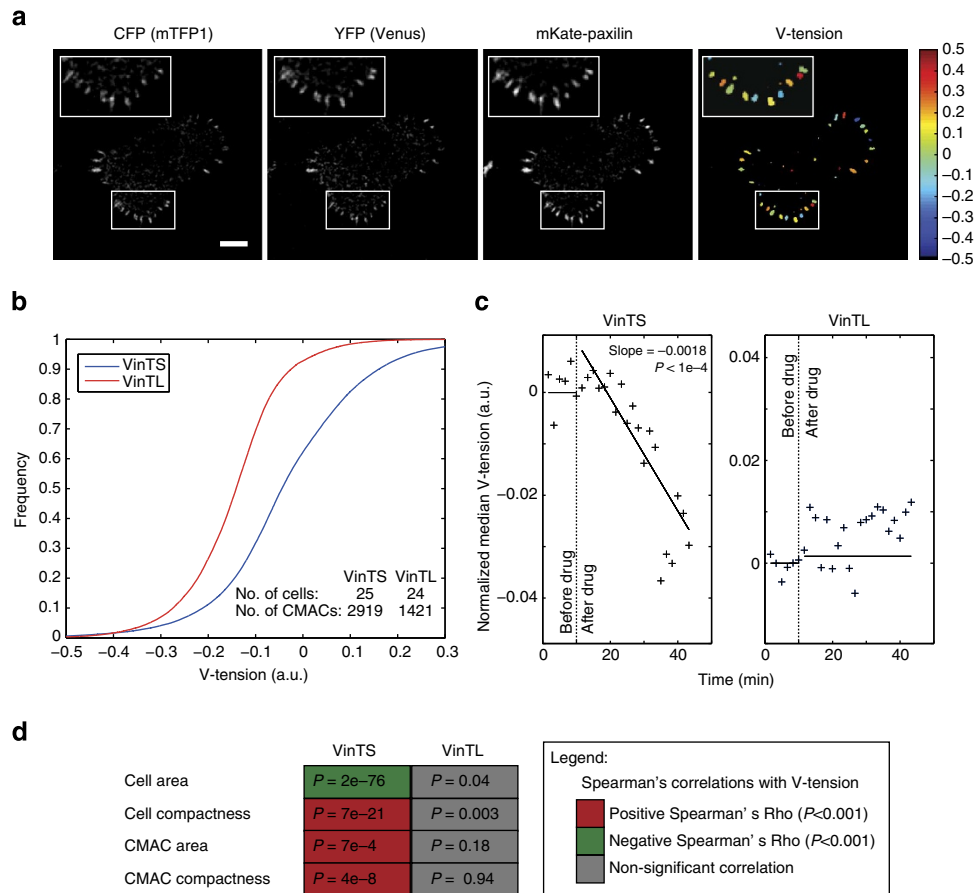 a
CFP (mTFP1) YFP (Venus) mKate-paxilin V-tension
0.5
0.4
0.3
0.2
0.1
0
–0.1
–0.2
–0.3
–0.4
–0.5
b
1
0.9
0.8
0.7
0.6
0.5
0.4
0.3
0.2
0.1
0
Frequency
VinTS
VinTL
VinTS VinTL
No. of cells: 25 24
No. of CMACs: 2919 1421
–0.5 –0.4 –0.3 –0.2 –0.1 0 0.1 0.2 0.3
V-tension (a.u.)
c
VinTS VinTL
Normalized median V-tension (a.u.)
0
–0.02
–0.04
Slope = –0.0018
P < 1e–4
Before drug
After drug
0 20 40
0.04
0.02
0
Before drug
After drug
0 20 40
Time (min)
d
VinTS VinTL
Cell area P = 2e–76 P = 0.04
Cell compactness P = 7e–21 P = 0.003
CMAC area P = 7e–4 P = 0.18
CMAC compactness P = 4e–8 P = 0.94
Legend:
Spearman's correlations with V-tension
Positive Spearman' s Rho (P<0.001)
Negative Spearman' s Rho (P<0.001)
Non-significant correlation